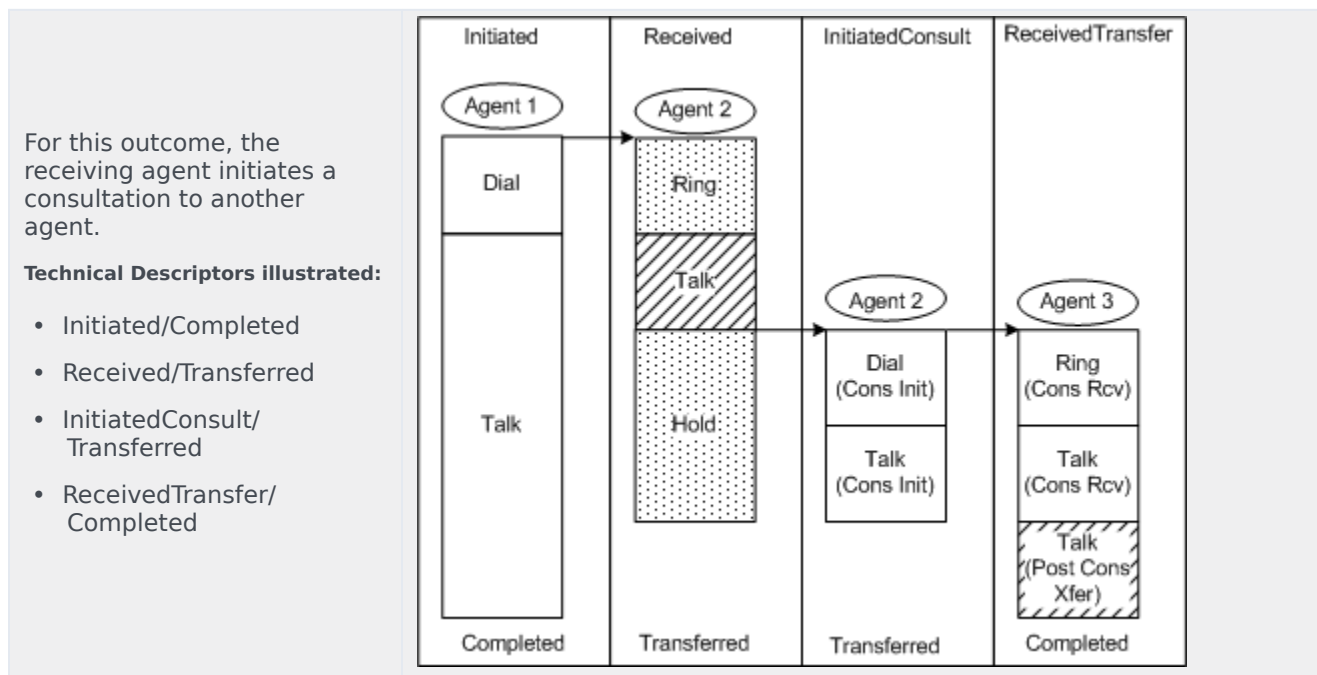 For this outcome, the
receiving agent initiates a
consultation to another
agent.
Technical Descriptors illustrated:
• Initiated/Completed
• Received/Transferred
• InitiatedConsult/
Transferred
• ReceivedTransfer/
Completed
Initiated
Received
InitiatedConsult
ReceivedTransfer
Agent 1
Agent 2
Dial
Ring
Talk
Agent 2
Agent 3
Talk
Hold
Dial
(Cons Init)
Ring
(Cons Rcv)
Talk
(Cons Init)
Talk
(Cons Rcv)
Talk
(Post Cons
Xfer)
Completed
Transferred
Transferred
Completed